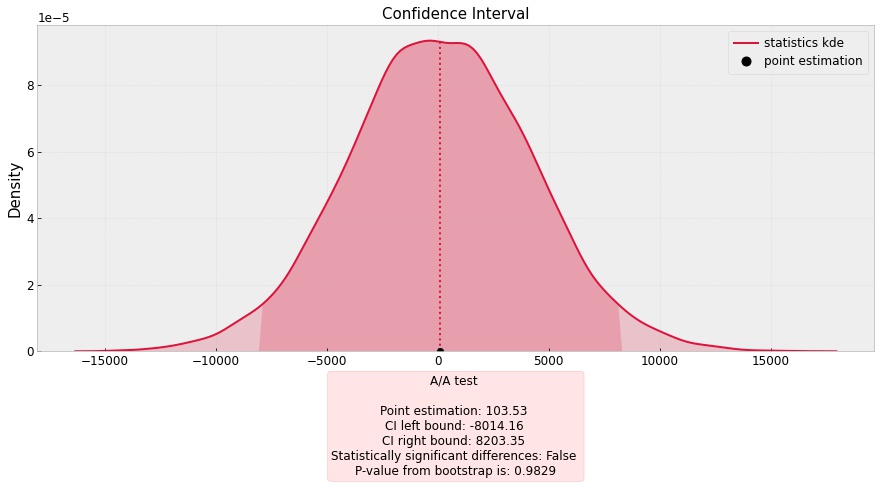 Confidence Interval
1e−5
statistics kde
point estimation
8
6
4
2
0
Density
−15000 −10000 −5000 0 5000 10000 15000
A/A test
Point estimation: 103.53
CI left bound: -8014.16
CI right bound: 8203.35
Statistically significant differences: False
P-value from bootstrap is: 0.9829